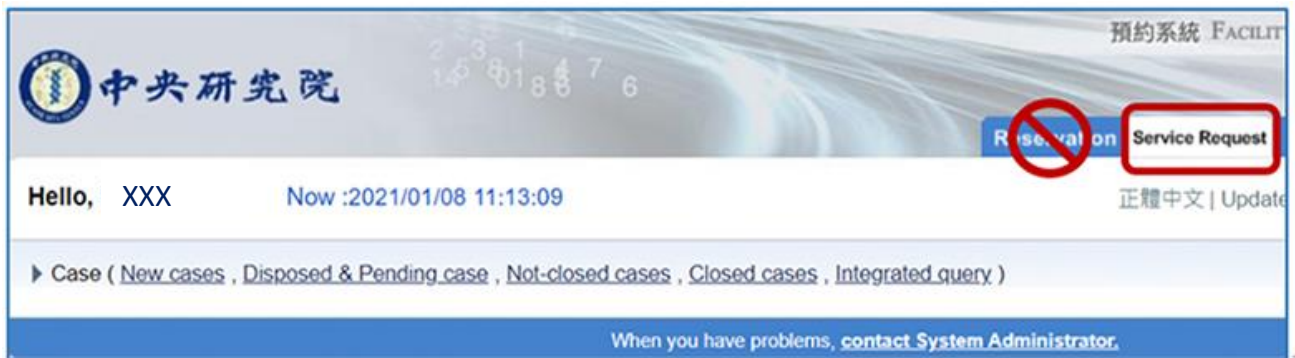 預約系統 FACILIT
中央研究院
Reservation Service Request
Hello, XXX Now :2021/01/08 11:13:09 正體中文 | Update
Case ( New cases , Disposed & Pending case , Not-closed cases , Closed cases , Integrated query )
When you have problems, contact System Administrator.